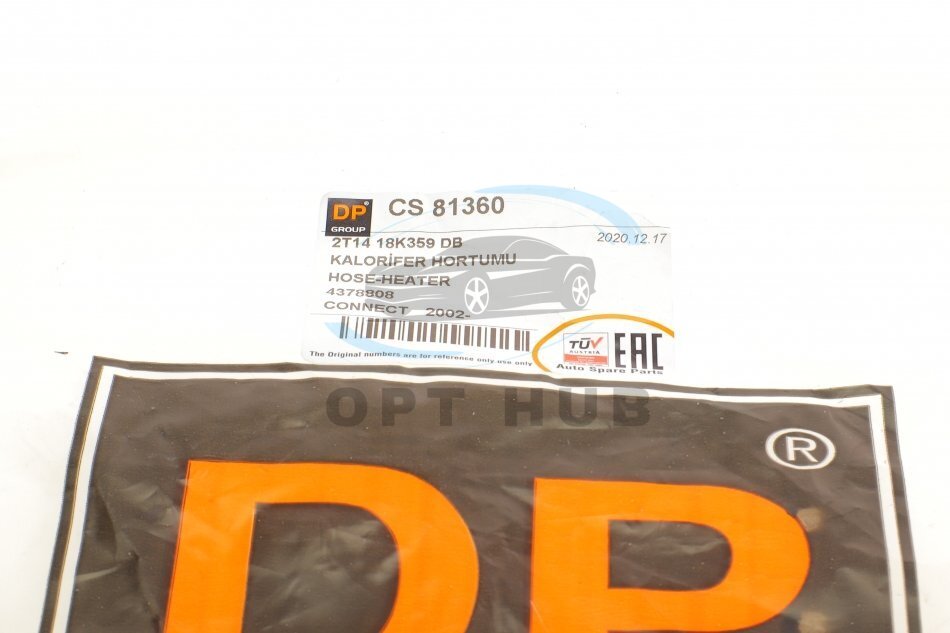 DP®
GROUP
CS 81360
2T14 18K359 DB
2020.12.17
KALORİFER HORTUMU
HOSE-HEATER
4378808
CONNECT 2002-
The Original numbers are for reference only use only
TÜV
AUSTRIA
EAC
Auto Spare Parts
OPT HUB
DP®